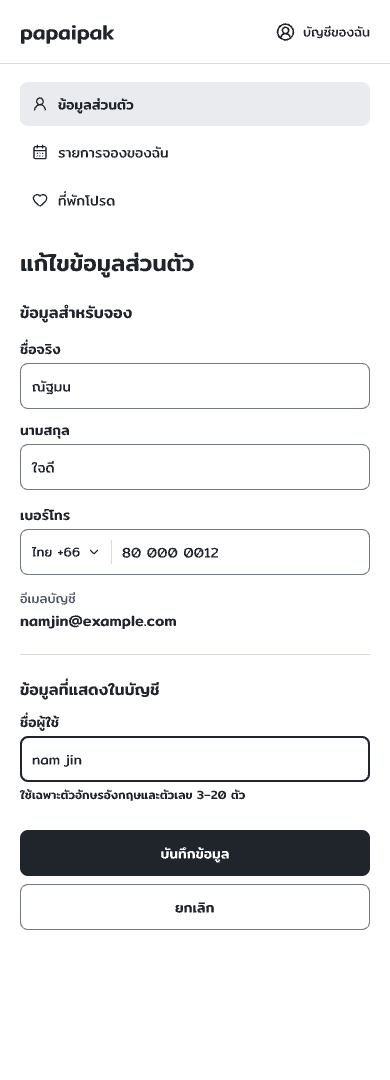 papaipak
บัญชีของฉัน
ข้อมูลส่วนตัว
รายการจองของฉัน
ที่พักโปรด
แก้ไขข้อมูลส่วนตัว
ข้อมูลสำหรับจอง
ชื่อจริง
ณัฐมน
นามสกุล
ใจดี
เบอร์โทร
ไทย +66 80 000 0012
อีเมลบัญชี
namjin@example.com
ข้อมูลที่แสดงในบัญชี
ชื่อผู้ใช้
nam jin
ใช้เฉพาะตัวอักษรอังกฤษและตัวเลข 3–20 ตัว
บันทึกข้อมูล
ยกเลิก